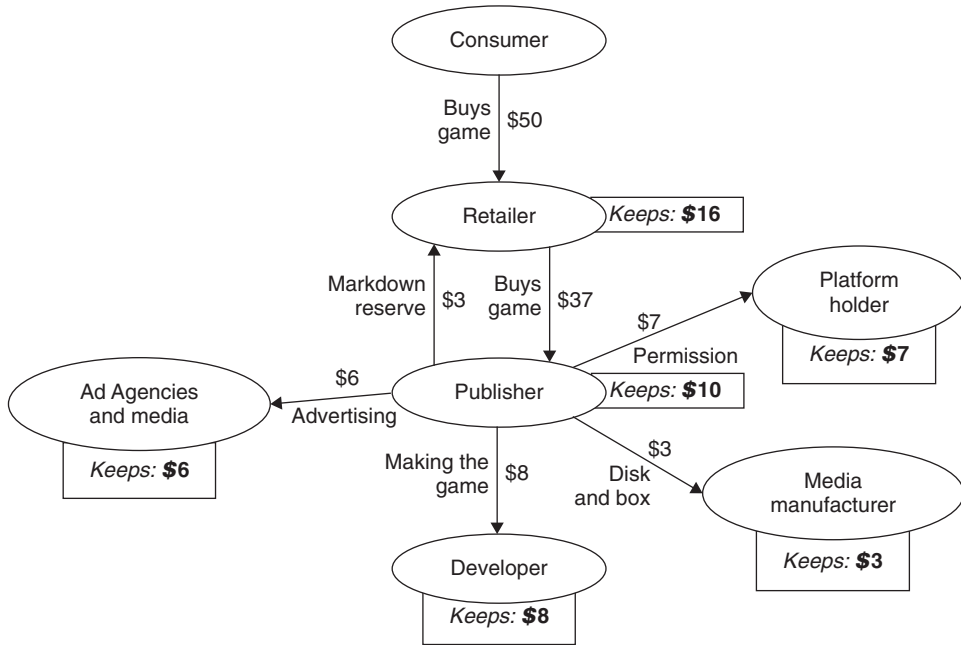 Consumer
Buys
game
$50
Retailer
Keeps: $16
Markdown
reserve
$3
Buys
game
$37
Platform
holder
Keeps: $7
$7
Permission
Publisher
Keeps: $10
$6
Advertising
Ad Agencies
and media
Keeps: $6
Making the
game
$8
$3
Disk
and box
Media
manufacturer
Keeps: $3
Developer
Keeps: $8